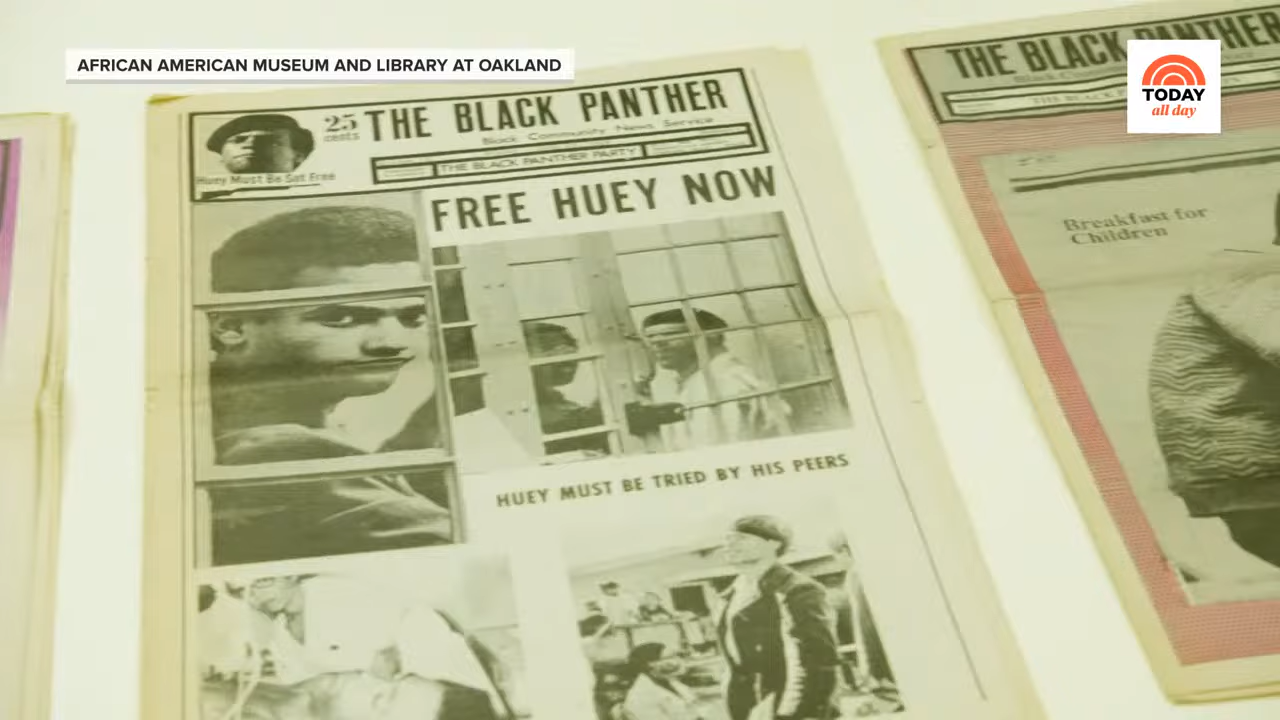 AFRICAN AMERICAN MUSEUM AND LIBRARY AT OAKLAND
TODAY
all day
25
cents
THE BLACK PANTHER
Black Community News Service
THE BLACK PANTHER PARTY
Huey Must Be Set Free
FREE HUEY NOW
HUEY MUST BE TRIED BY HIS PEERS
THE BLACK PANTHER
Breakfast for
Children